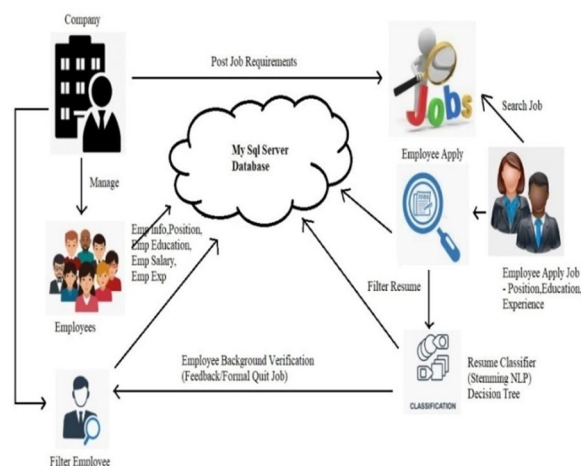 Company
Post Job Requirements
Jobs
Search Job
My Sql Server
Database
Employee Apply
Manage
Emp Info,Position,
Emp Education,
Emp Salary,
Emp Exp
Employees
Filter Resume
Employee Apply Job
- Position,Education,
Experience
Employee Background Verification
(Feedback/Formal Quit Job)
Resume Classifier
(Stemming NLP)
Decision Tree
CLASSIFICATION
Filter Employee